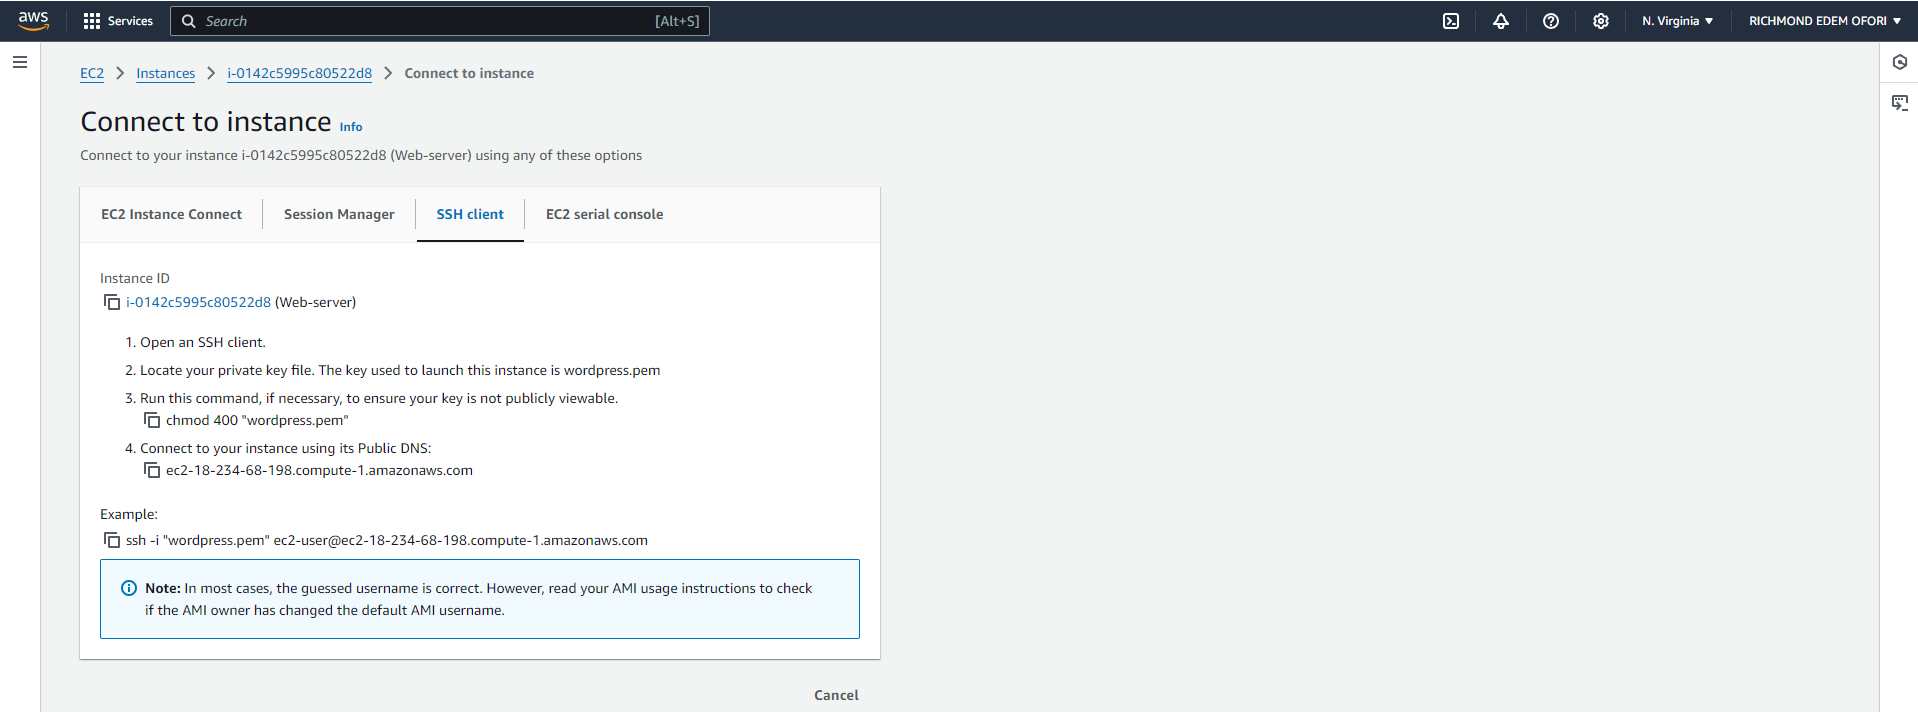 aws Services Search [Alt+S] N. Virginia RICHMOND EDEM OFORI
EC2 Instances i-0142c5995c80522d8 Connect to instance
Connect to instance Info
Connect to your instance i-0142c5995c80522d8 (Web-server) using any of these options
EC2 Instance Connect Session Manager SSH client EC2 serial console
Instance ID
i-0142c5995c80522d8 (Web-server)
1. Open an SSH client.
2. Locate your private key file. The key used to launch this instance is wordpress.pem
3. Run this command, if necessary, to ensure your key is not publicly viewable.
chmod 400 "wordpress.pem"
4. Connect to your instance using its Public DNS:
ec2-18-234-68-198.compute-1.amazonaws.com
Example:
ssh -i "wordpress.pem" ec2-user@ec2-18-234-68-198.compute-1.amazonaws.com
Note: In most cases, the guessed username is correct. However, read your AMI usage instructions to check
if the AMI owner has changed the default AMI username.
Cancel